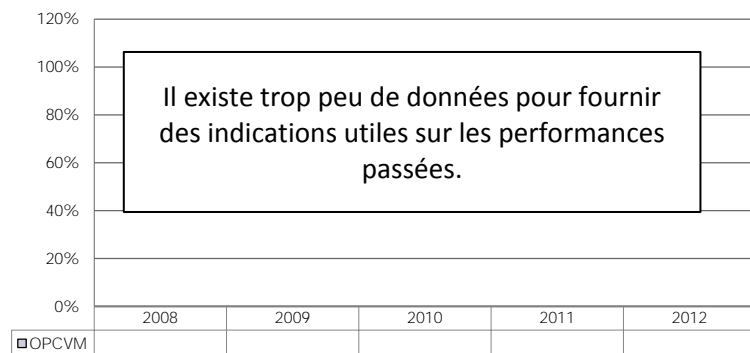 120%
100%
80%
60%
40%
20%
0%
Il existe trop peu de données pour fournir
des indications utiles sur les performances
passées.
2008 2009 2010 2011 2012
OPCVM